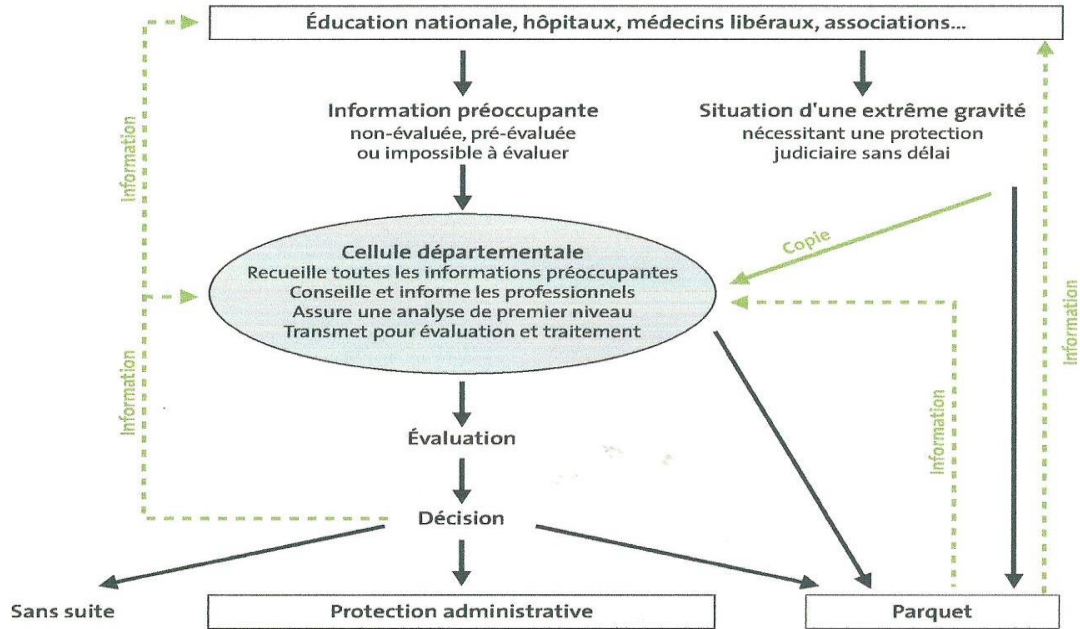 Éducation nationale, hôpitaux, médecins libéraux, associations...
Information préoccupante
non-évaluée, pré-évaluée
ou impossible à évaluer
Situation d'une extrême gravité
nécessitant une protection
judiciaire sans délai
Information
Copie
Cellule départementale
Recueille toutes les informations préoccupantes
Conseille et informe les professionnels
Assure une analyse de premier niveau
Transmet pour évaluation et traitement
Information
Information
Information
Évaluation
Décision
Sans suite
Protection administrative
Parquet